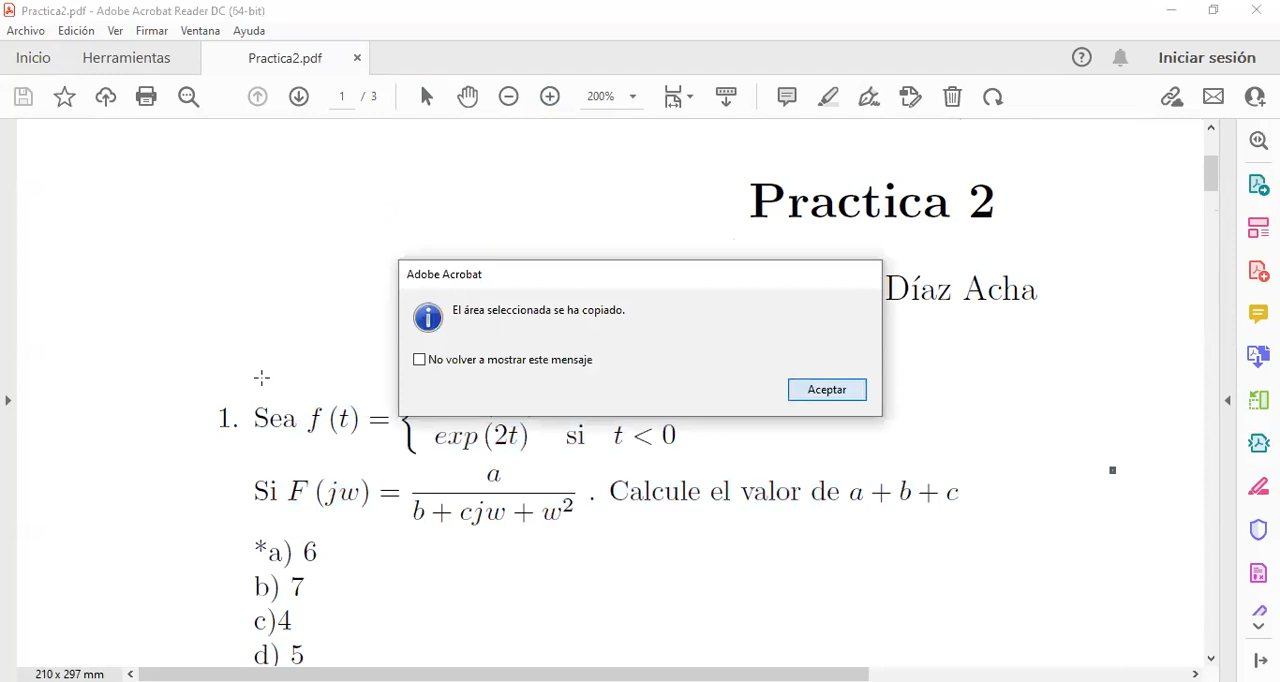 Practica2.pdf - Adobe Acrobat Reader DC (64-bit)
Archivo Edición Ver Firmar Ventana Ayuda
Inicio Herramientas Practica2.pdf × Iniciar sesión
1 / 3 200%
Practica 2
Díaz Acha
Adobe Acrobat
El área seleccionada se ha copiado.
No volver a mostrar este mensaje
Aceptar
1. Sea f (t) = {
exp (2t) si t < 0
Si F (jw) = a / (b + cjw + w²) . Calcule el valor de a + b + c
*a) 6
b) 7
c)4
d) 5
210 x 297 mm